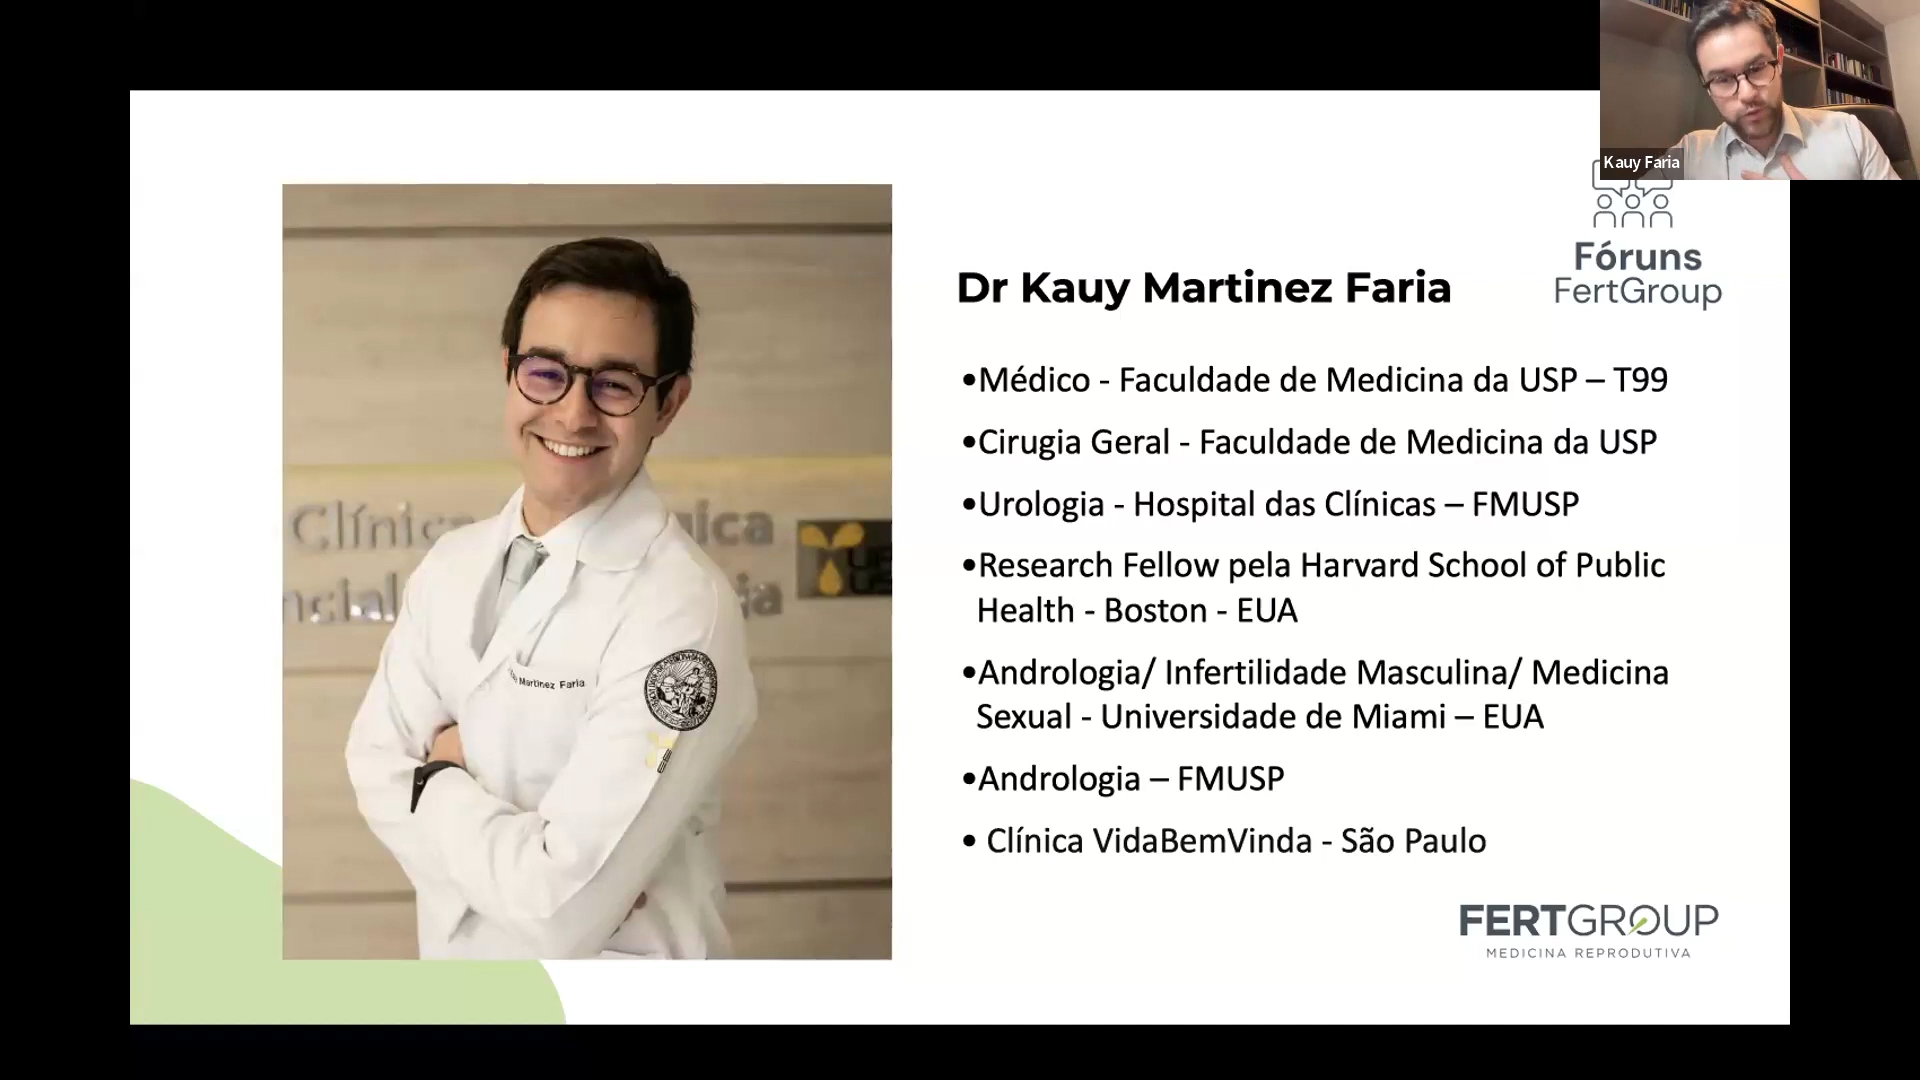 Kauy Faria
Fóruns
FertGroup
Dr Kauy Martinez Faria
•Médico - Faculdade de Medicina da USP – T99
•Cirugia Geral - Faculdade de Medicina da USP
•Urologia - Hospital das Clínicas – FMUSP
•Research Fellow pela Harvard School of Public
Health - Boston - EUA
•Andrologia/ Infertilidade Masculina/ Medicina
Sexual - Universidade de Miami – EUA
•Andrologia – FMUSP
• Clínica VidaBemVinda - São Paulo
Martinez Faria
FERTGROUP
MEDICINA REPRODUTIVA